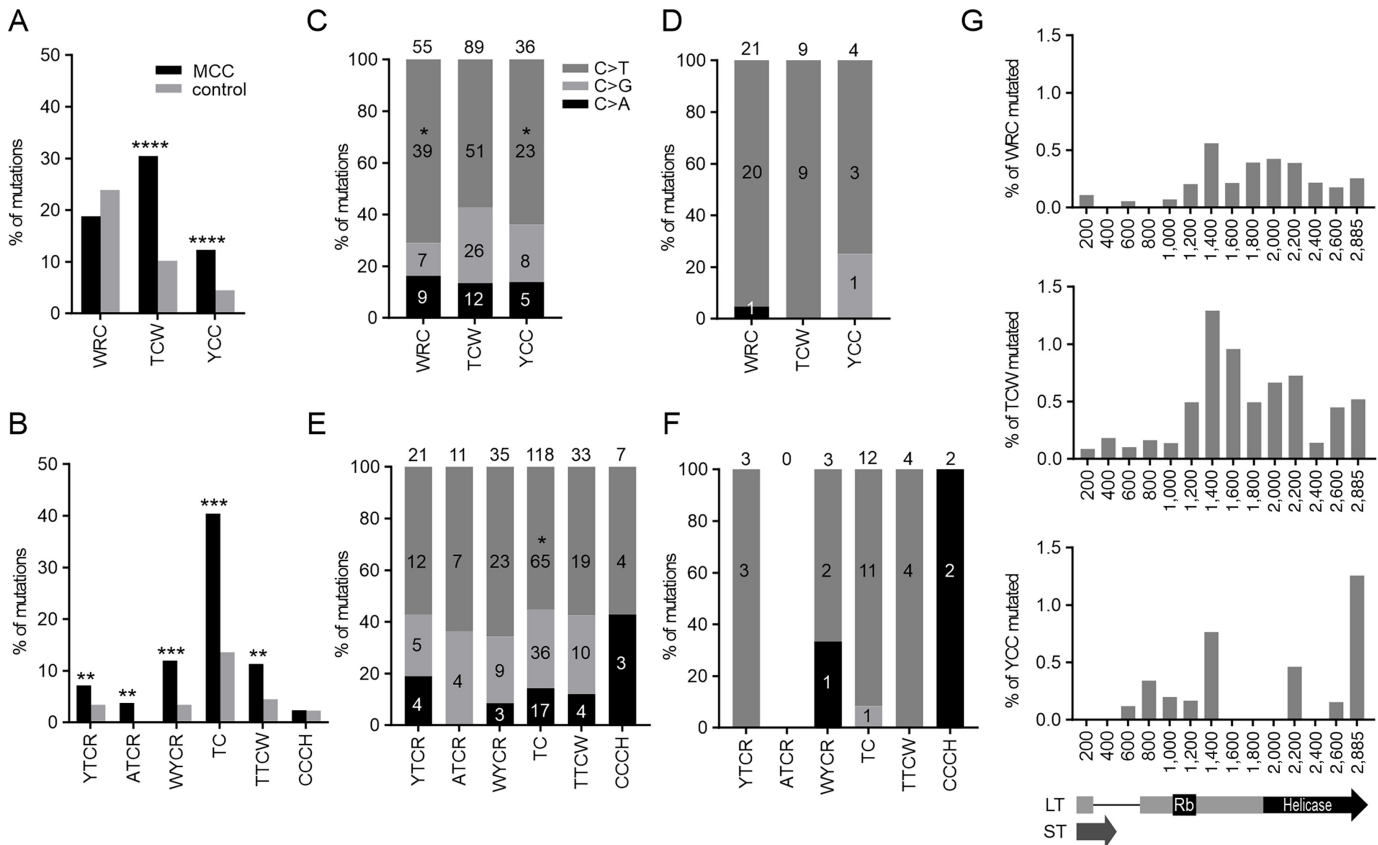 A
50
40
30
20
10
0
% of mutations
MCC
control
****
****
WRC
TCW
YCC
B
50
40
30
20
10
0
% of mutations
**
**
***
***
**
YTCR
ATCR
WYCR
TC
TTCW
CCCH
C
55 89 36
100
80
60
40
20
0
% of mutations
* *
39 51 23
7 26 8
9 12 5
WRC
TCW
YCC
C>T
C>G
C>A
D
21 9 4
100
80
60
40
20
0
% of mutations
20 9 3
1 1
WRC
TCW
YCC
E
21 11 35 118 33 7
100
80
60
40
20
0
% of mutations
*
12 7 23 65 19 4
5 4 9 36 10 3
4 3 17 4
YTCR
ATCR
WYCR
TC
TTCW
CCCH
F
3 0 3 12 4 2
100
80
60
40
20
0
% of mutations
3 2 11 4 2
1 1
YTCR
ATCR
WYCR
TC
TTCW
CCCH
G
1.5
1.0
0.5
0.0
% of WRC mutated
200 400 600 800 1,000 1,200 1,400 1,600 1,800 2,000 2,200 2,400 2,600 2,885
1.5
1.0
0.5
0.0
% of TCW mutated
200 400 600 800 1,000 1,200 1,400 1,600 1,800 2,000 2,200 2,400 2,600 2,885
1.5
1.0
0.5
0.0
% of YCC mutated
200 400 600 800 1,000 1,200 1,400 1,600 1,800 2,000 2,200 2,400 2,600 2,885
LT Rb Helicase
ST